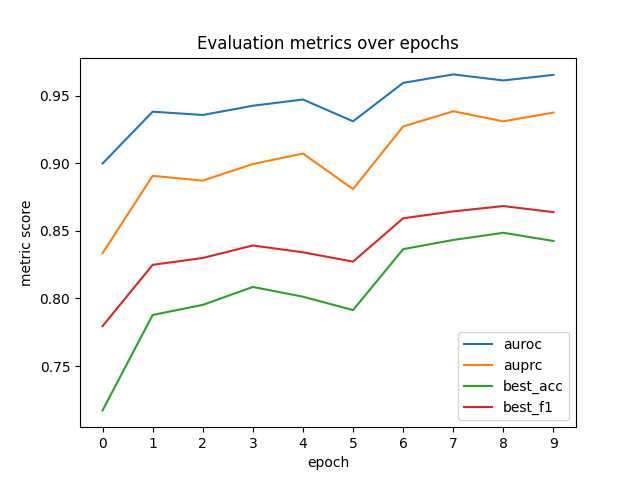 Evaluation metrics over epochs
metric score
0.95
0.90
0.85
0.80
0.75
auroc
auprc
best_acc
best_f1
0 1 2 3 4 5 6 7 8 9
epoch